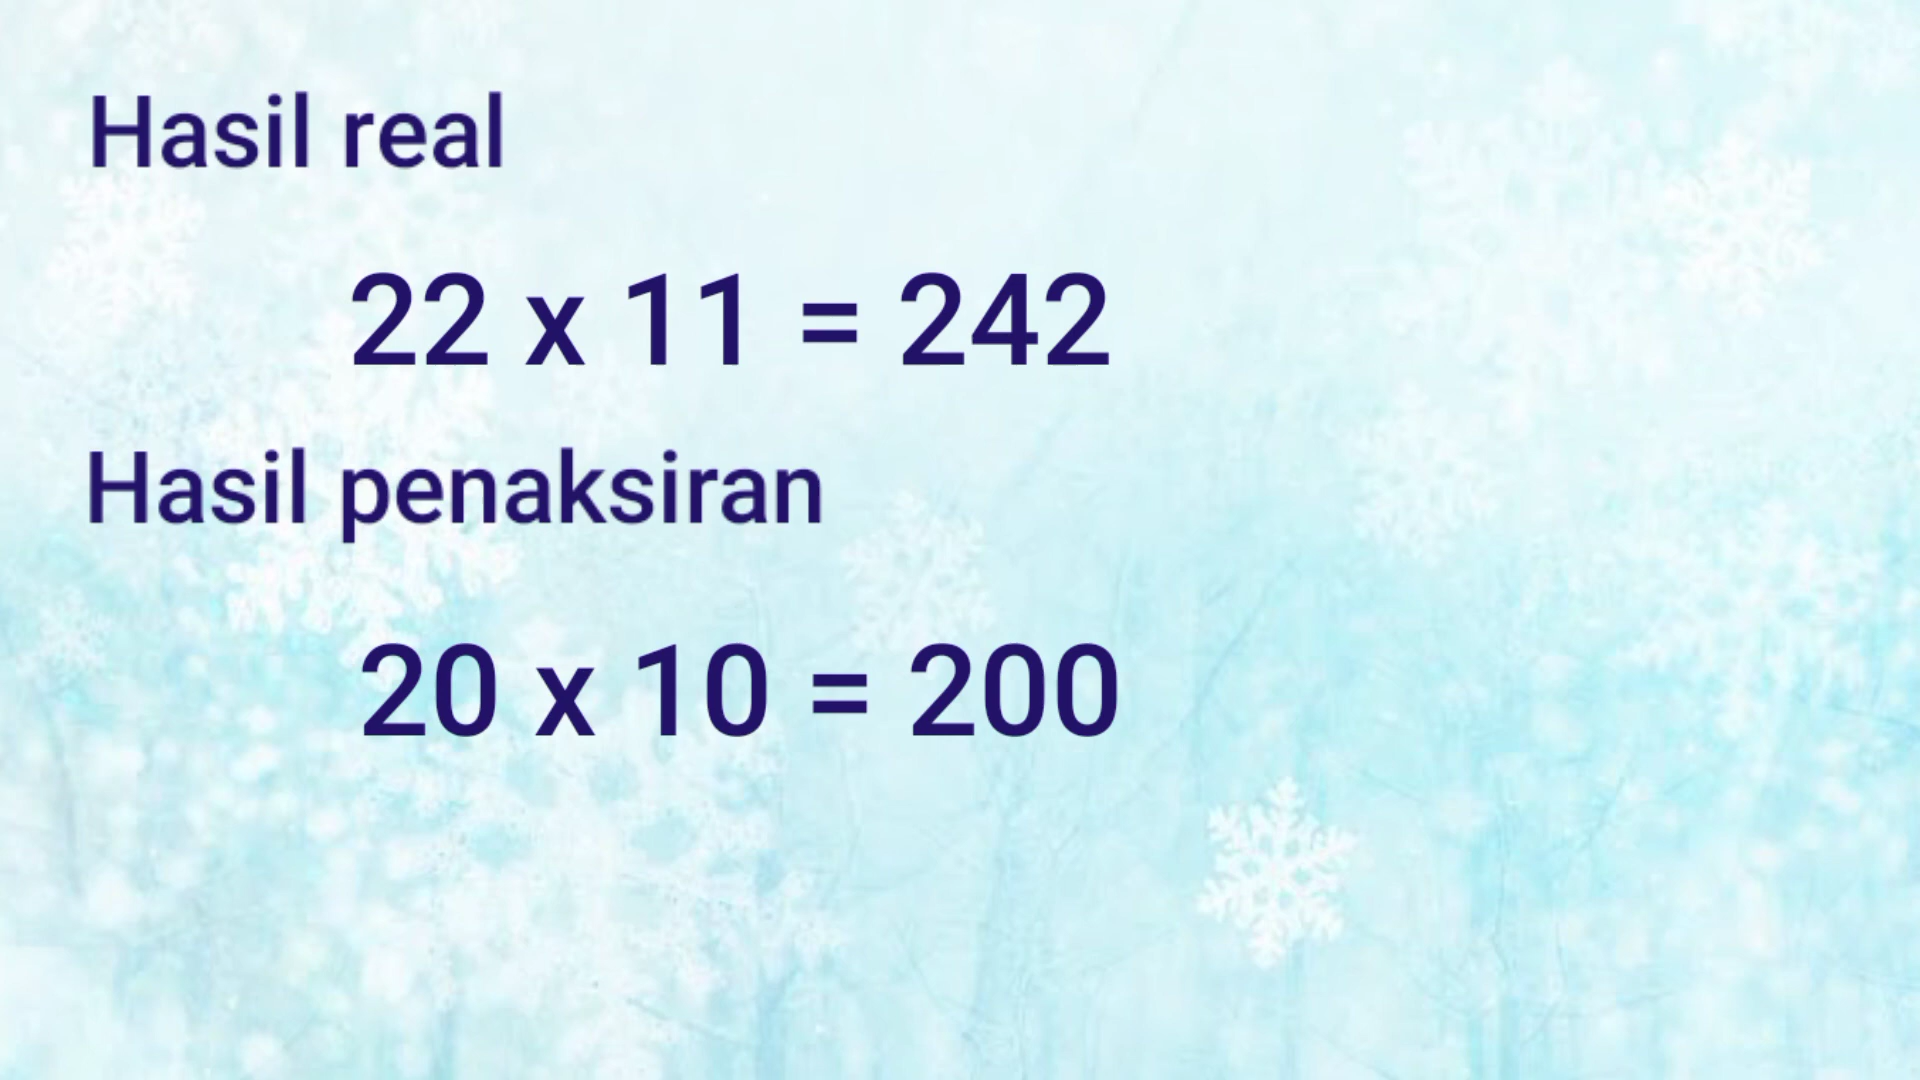 Hasil real
22 x 11 = 242
Hasil penaksiran
20 x 10 = 200